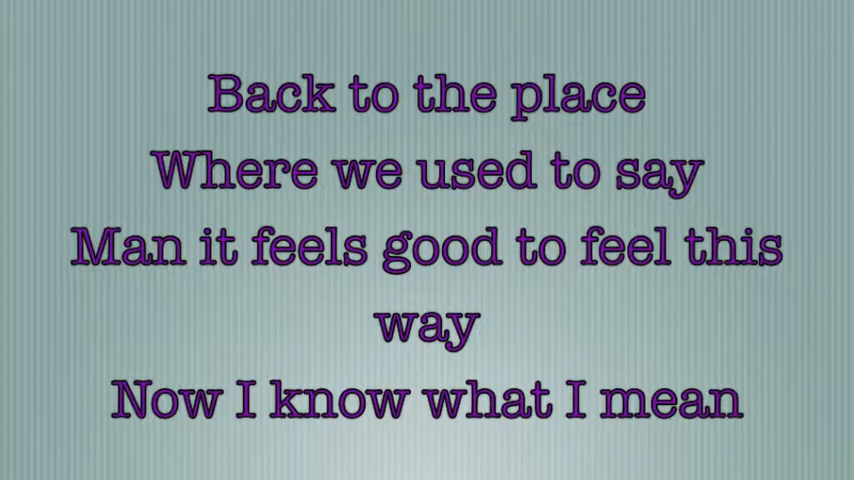 Back to the place
Where we used to say
Man it feels good to feel this
way
Now I know what I mean